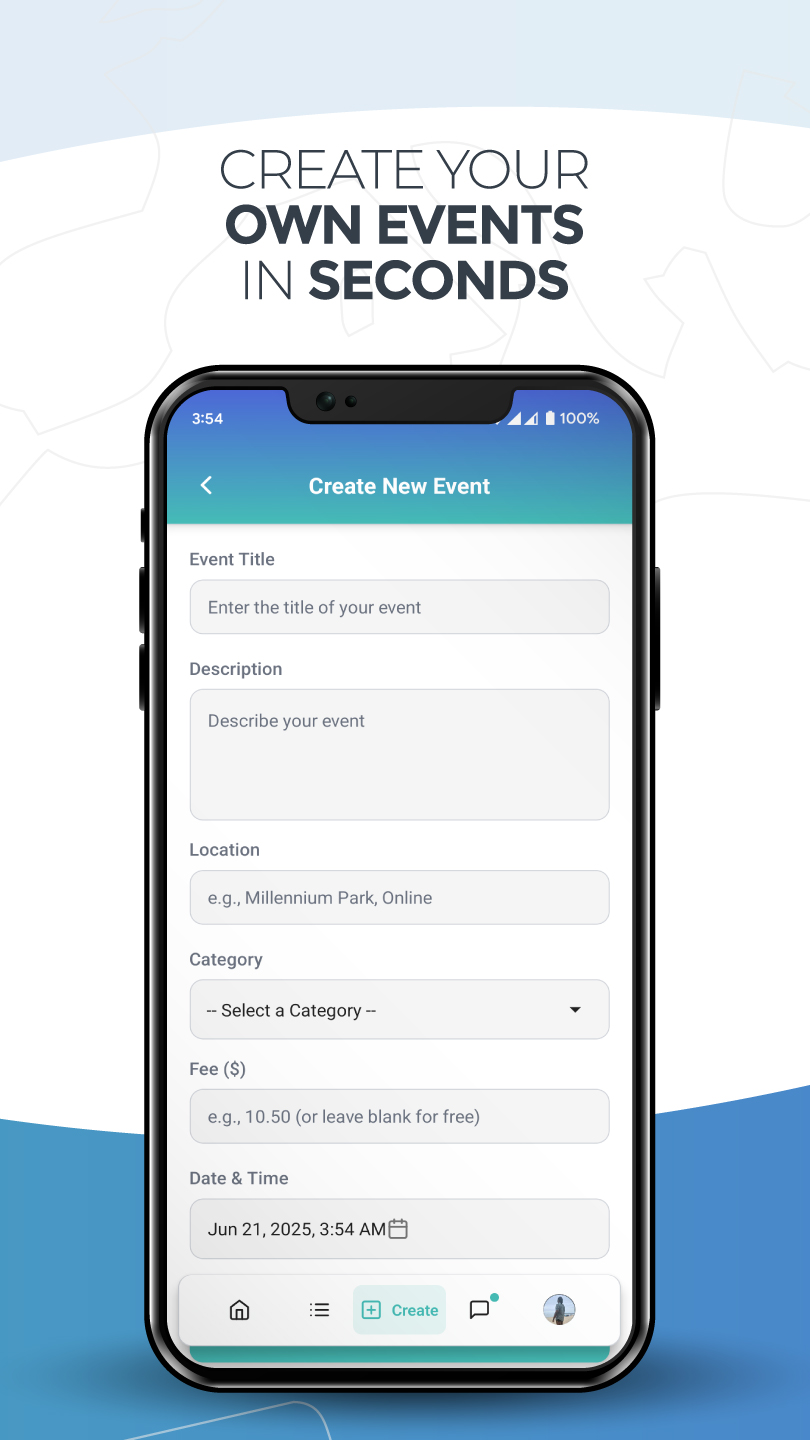 CREATE YOUR
OWN EVENTS
IN SECONDS
3:54
100%
Create New Event
Event Title
Enter the title of your event
Description
Describe your event
Location
e.g., Millennium Park, Online
Category
-- Select a Category --
Fee ($)
e.g., 10.50 (or leave blank for free)
Date & Time
Jun 21, 2025, 3:54 AM
Create